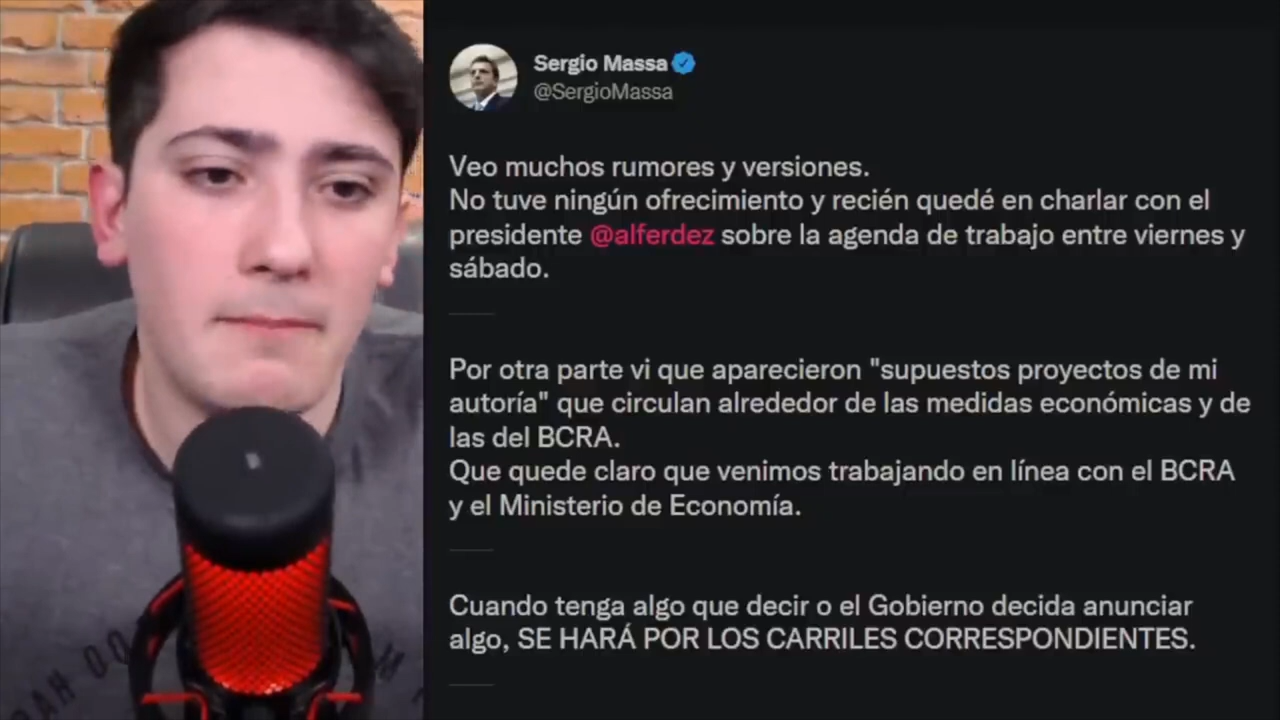 Sergio Massa
@SergioMassa
Veo muchos rumores y versiones.
No tuve ningún ofrecimiento y recién quedé en charlar con el
presidente @alferdez sobre la agenda de trabajo entre viernes y
sábado.
Por otra parte vi que aparecieron "supuestos proyectos de mi
autoría" que circulan alrededor de las medidas económicas y de
las del BCRA.
Que quede claro que venimos trabajando en línea con el BCRA
y el Ministerio de Economía.
Cuando tenga algo que decir o el Gobierno decida anunciar
algo, SE HARÁ POR LOS CARRILES CORRESPONDIENTES.